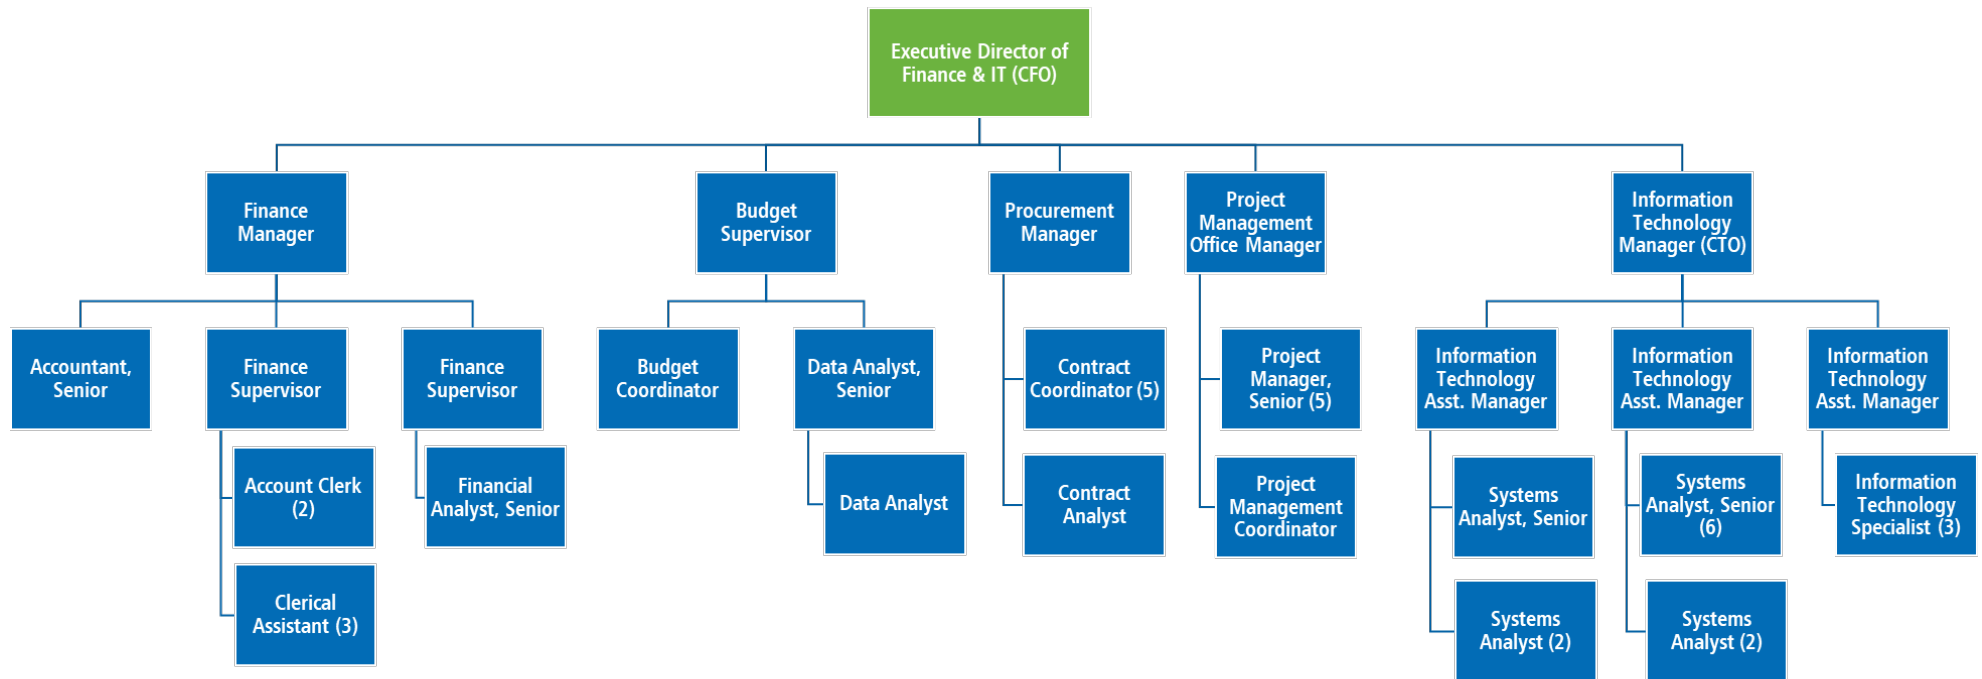 Executive Director of
Finance & IT (CFO)
Finance
Manager
Budget
Supervisor
Procurement
Manager
Project
Management
Office Manager
Information
Technology
Manager (CTO)
Accountant,
Senior
Finance
Supervisor
Finance
Supervisor
Budget
Coordinator
Data Analyst,
Senior
Contract
Coordinator (5)
Project
Manager,
Senior (5)
Information
Technology
Asst. Manager
Information
Technology
Asst. Manager
Information
Technology
Asst. Manager
Account Clerk
(2)
Financial
Analyst, Senior
Data Analyst
Contract
Analyst
Project
Management
Coordinator
Systems
Analyst, Senior
Systems
Analyst, Senior
(6)
Information
Technology
Specialist (3)
Clerical
Assistant (3)
Systems
Analyst (2)
Systems
Analyst (2)